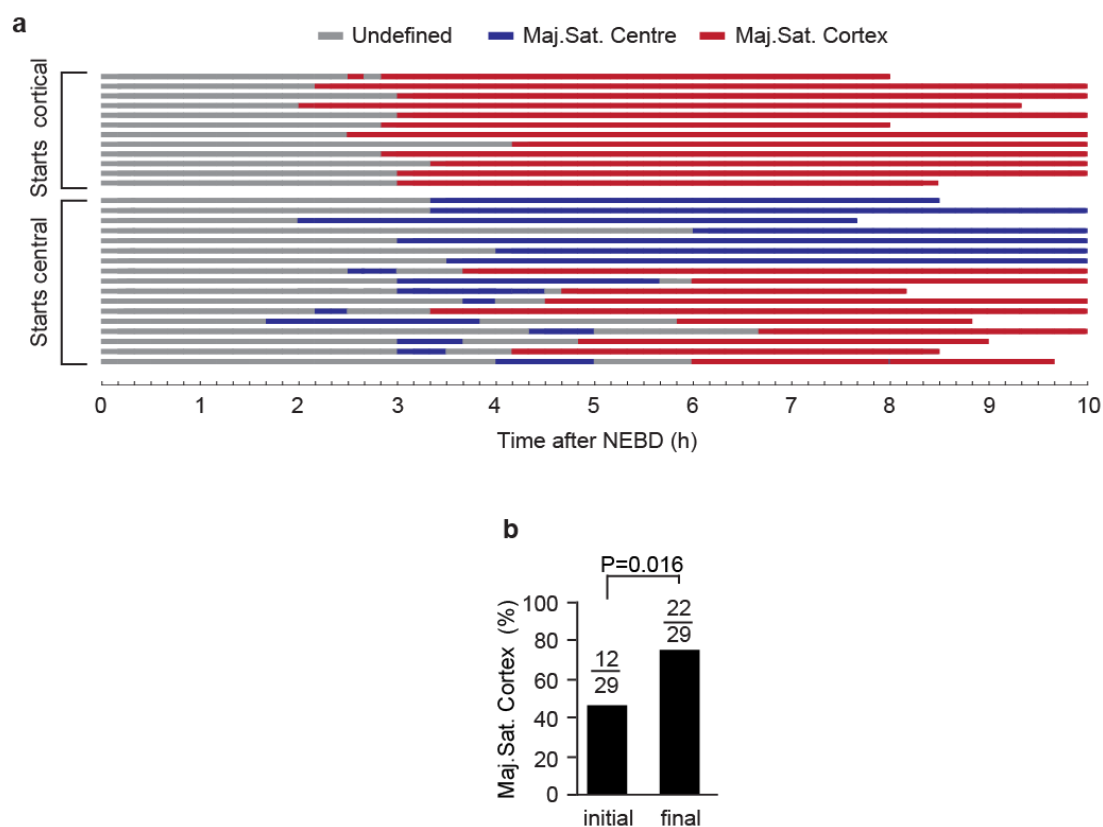 a
Undefined Maj.Sat. Centre Maj.Sat. Cortex
Starts cortical
Starts central
0 1 2 3 4 5 6 7 8 9 10
Time after NEBD (h)
b
P=0.016
Maj.Sat. Cortex (%)
100
80
60
40
20
0
12
29
22
29
initial final